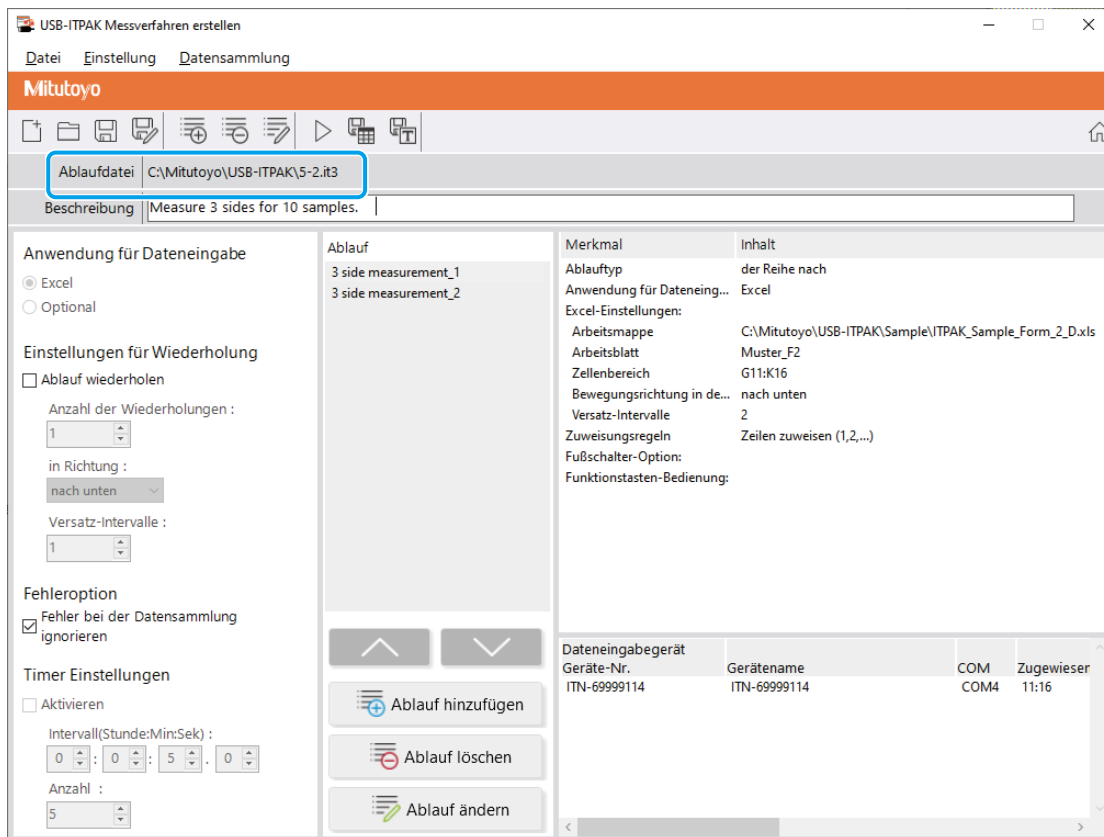 USB-ITPAK Messverfahren erstellen
Datei Einstellung Datensammlung
Mitutoyo
Ablaufdatei C:\Mitutoyo\USB-ITPAK\5-2.it3
Beschreibung Measure 3 sides for 10 samples.
Anwendung für Dateneingabe
Excel
Optional
Einstellungen für Wiederholung
Ablauf wiederholen
Anzahl der Wiederholungen :
1
in Richtung :
nach unten
Versatz-Intervalle :
1
Fehleroption
Fehler bei der Datensammlung
ignorieren
Timer Einstellungen
Aktivieren
Intervall(Stunde:Min:Sek) :
0 : 0 : 5 . 0
Anzahl :
5
Ablauf
3 side measurement_1
3 side measurement_2
Ablauf hinzufügen
Ablauf löschen
Ablauf ändern
Merkmal Inhalt
Ablauftyp der Reihe nach
Anwendung für Dateneing... Excel
Excel-Einstellungen:
Arbeitsmappe C:\Mitutoyo\USB-ITPAK\Sample\ITPAK_Sample_Form_2_D.xls
Arbeitsblatt Muster_F2
Zellenbereich G11:K16
Bewegungsrichtung in de... nach unten
Versatz-Intervalle 2
Zuweisungsregeln Zeilen zuweisen (1,2,...)
Fußschalter-Option:
Funktionstasten-Bedienung:
Dateneingabegerät
Geräte-Nr. Gerätename COM Zugewiesen
ITN-69999114 ITN-69999114 COM4 11:16